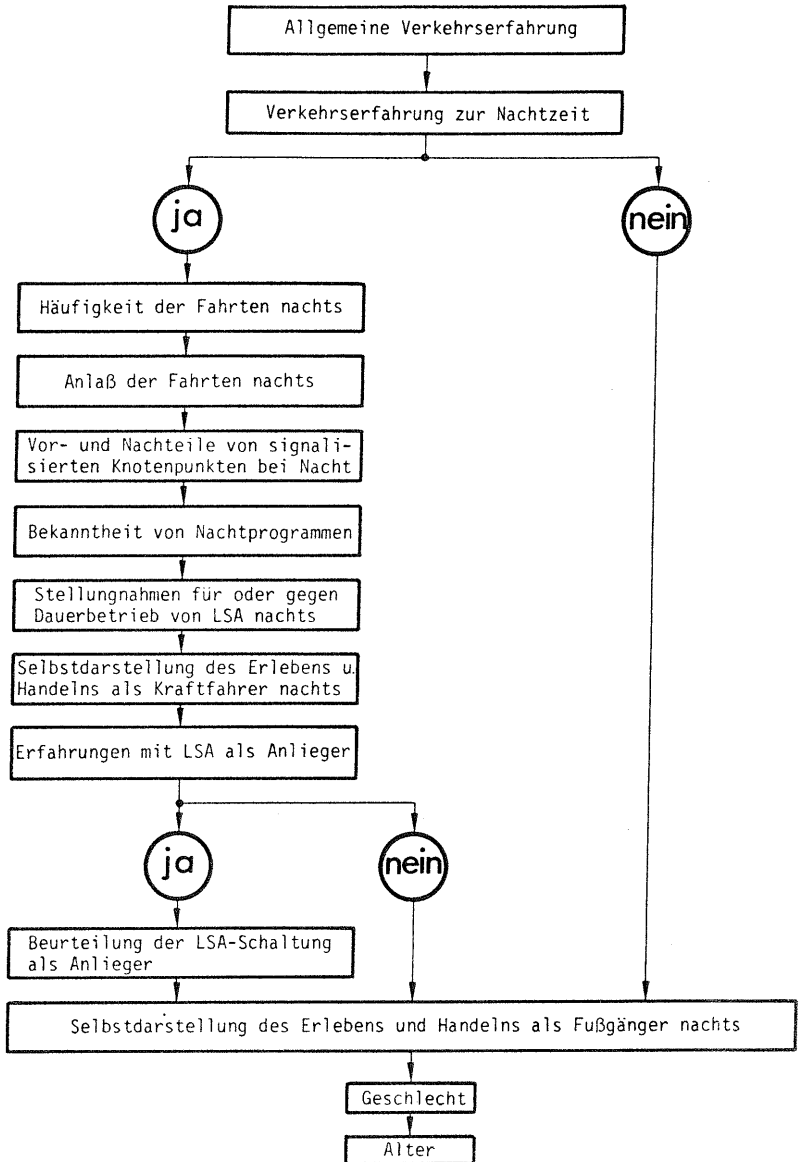 Allgemeine Verkehrserfahrung
Verkehrserfahrung zur Nachtzeit
ja
nein
Häufigkeit der Fahrten nachts
Anlaß der Fahrten nachts
Vor- und Nachteile von signali-
sierten Knotenpunkten bei Nacht
Bekanntheit von Nachtprogrammen
Stellungnahmen für oder gegen
Dauerbetrieb von LSA nachts
Selbstdarstellung des Erlebens u.
Handelns als Kraftfahrer nachts
Erfahrungen mit LSA als Anlieger
ja
nein
Beurteilung der LSA-Schaltung
als Anlieger
Selbstdarstellung des Erlebens und Handelns als Fußgänger nachts
Geschlecht
Alter